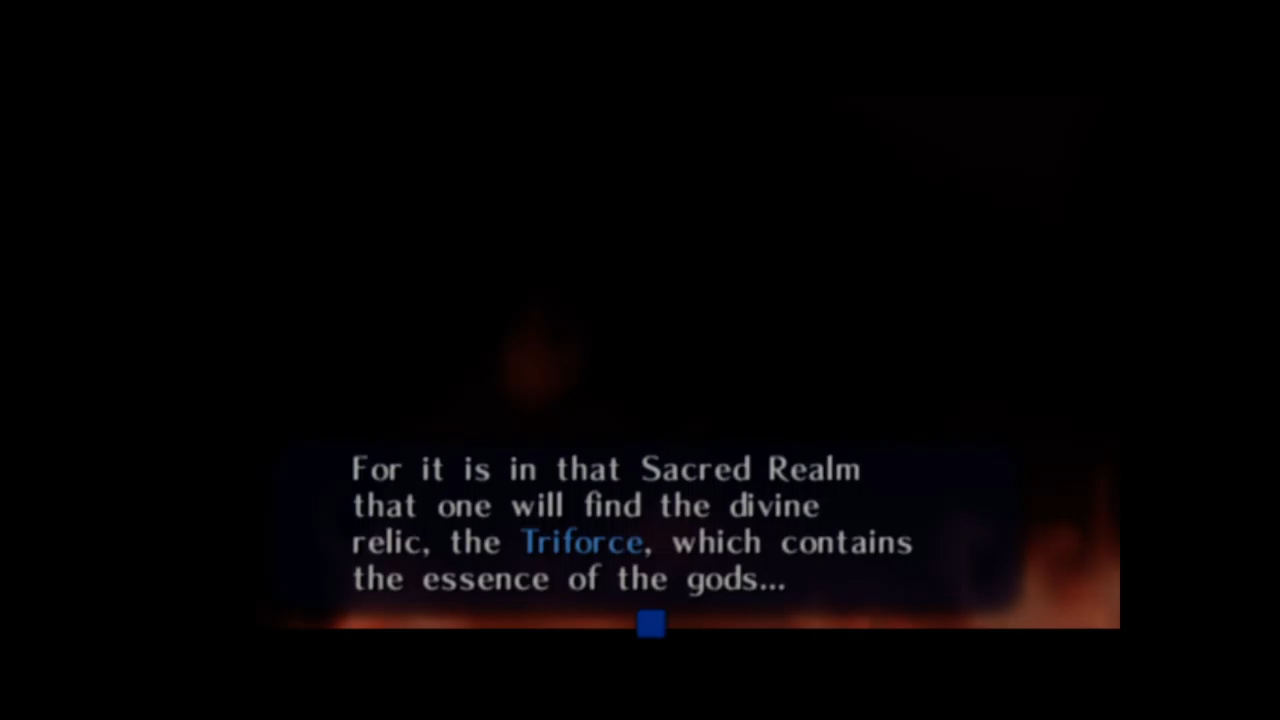 For it is in that Sacred Realm
that one will find the divine
relic, the Triforce, which contains
the essence of the gods...